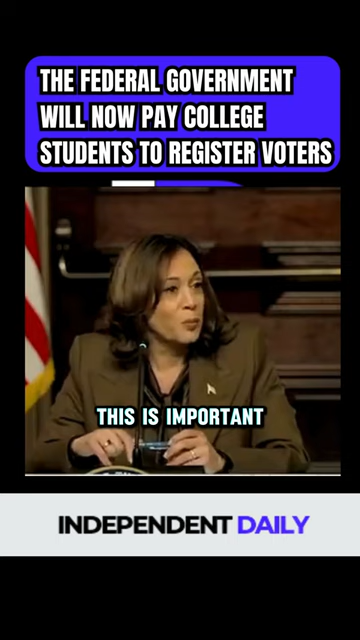 THE FEDERAL GOVERNMENT
WILL NOW PAY COLLEGE
STUDENTS TO REGISTER VOTERS
THIS IS IMPORTANT
INDEPENDENT DAILY